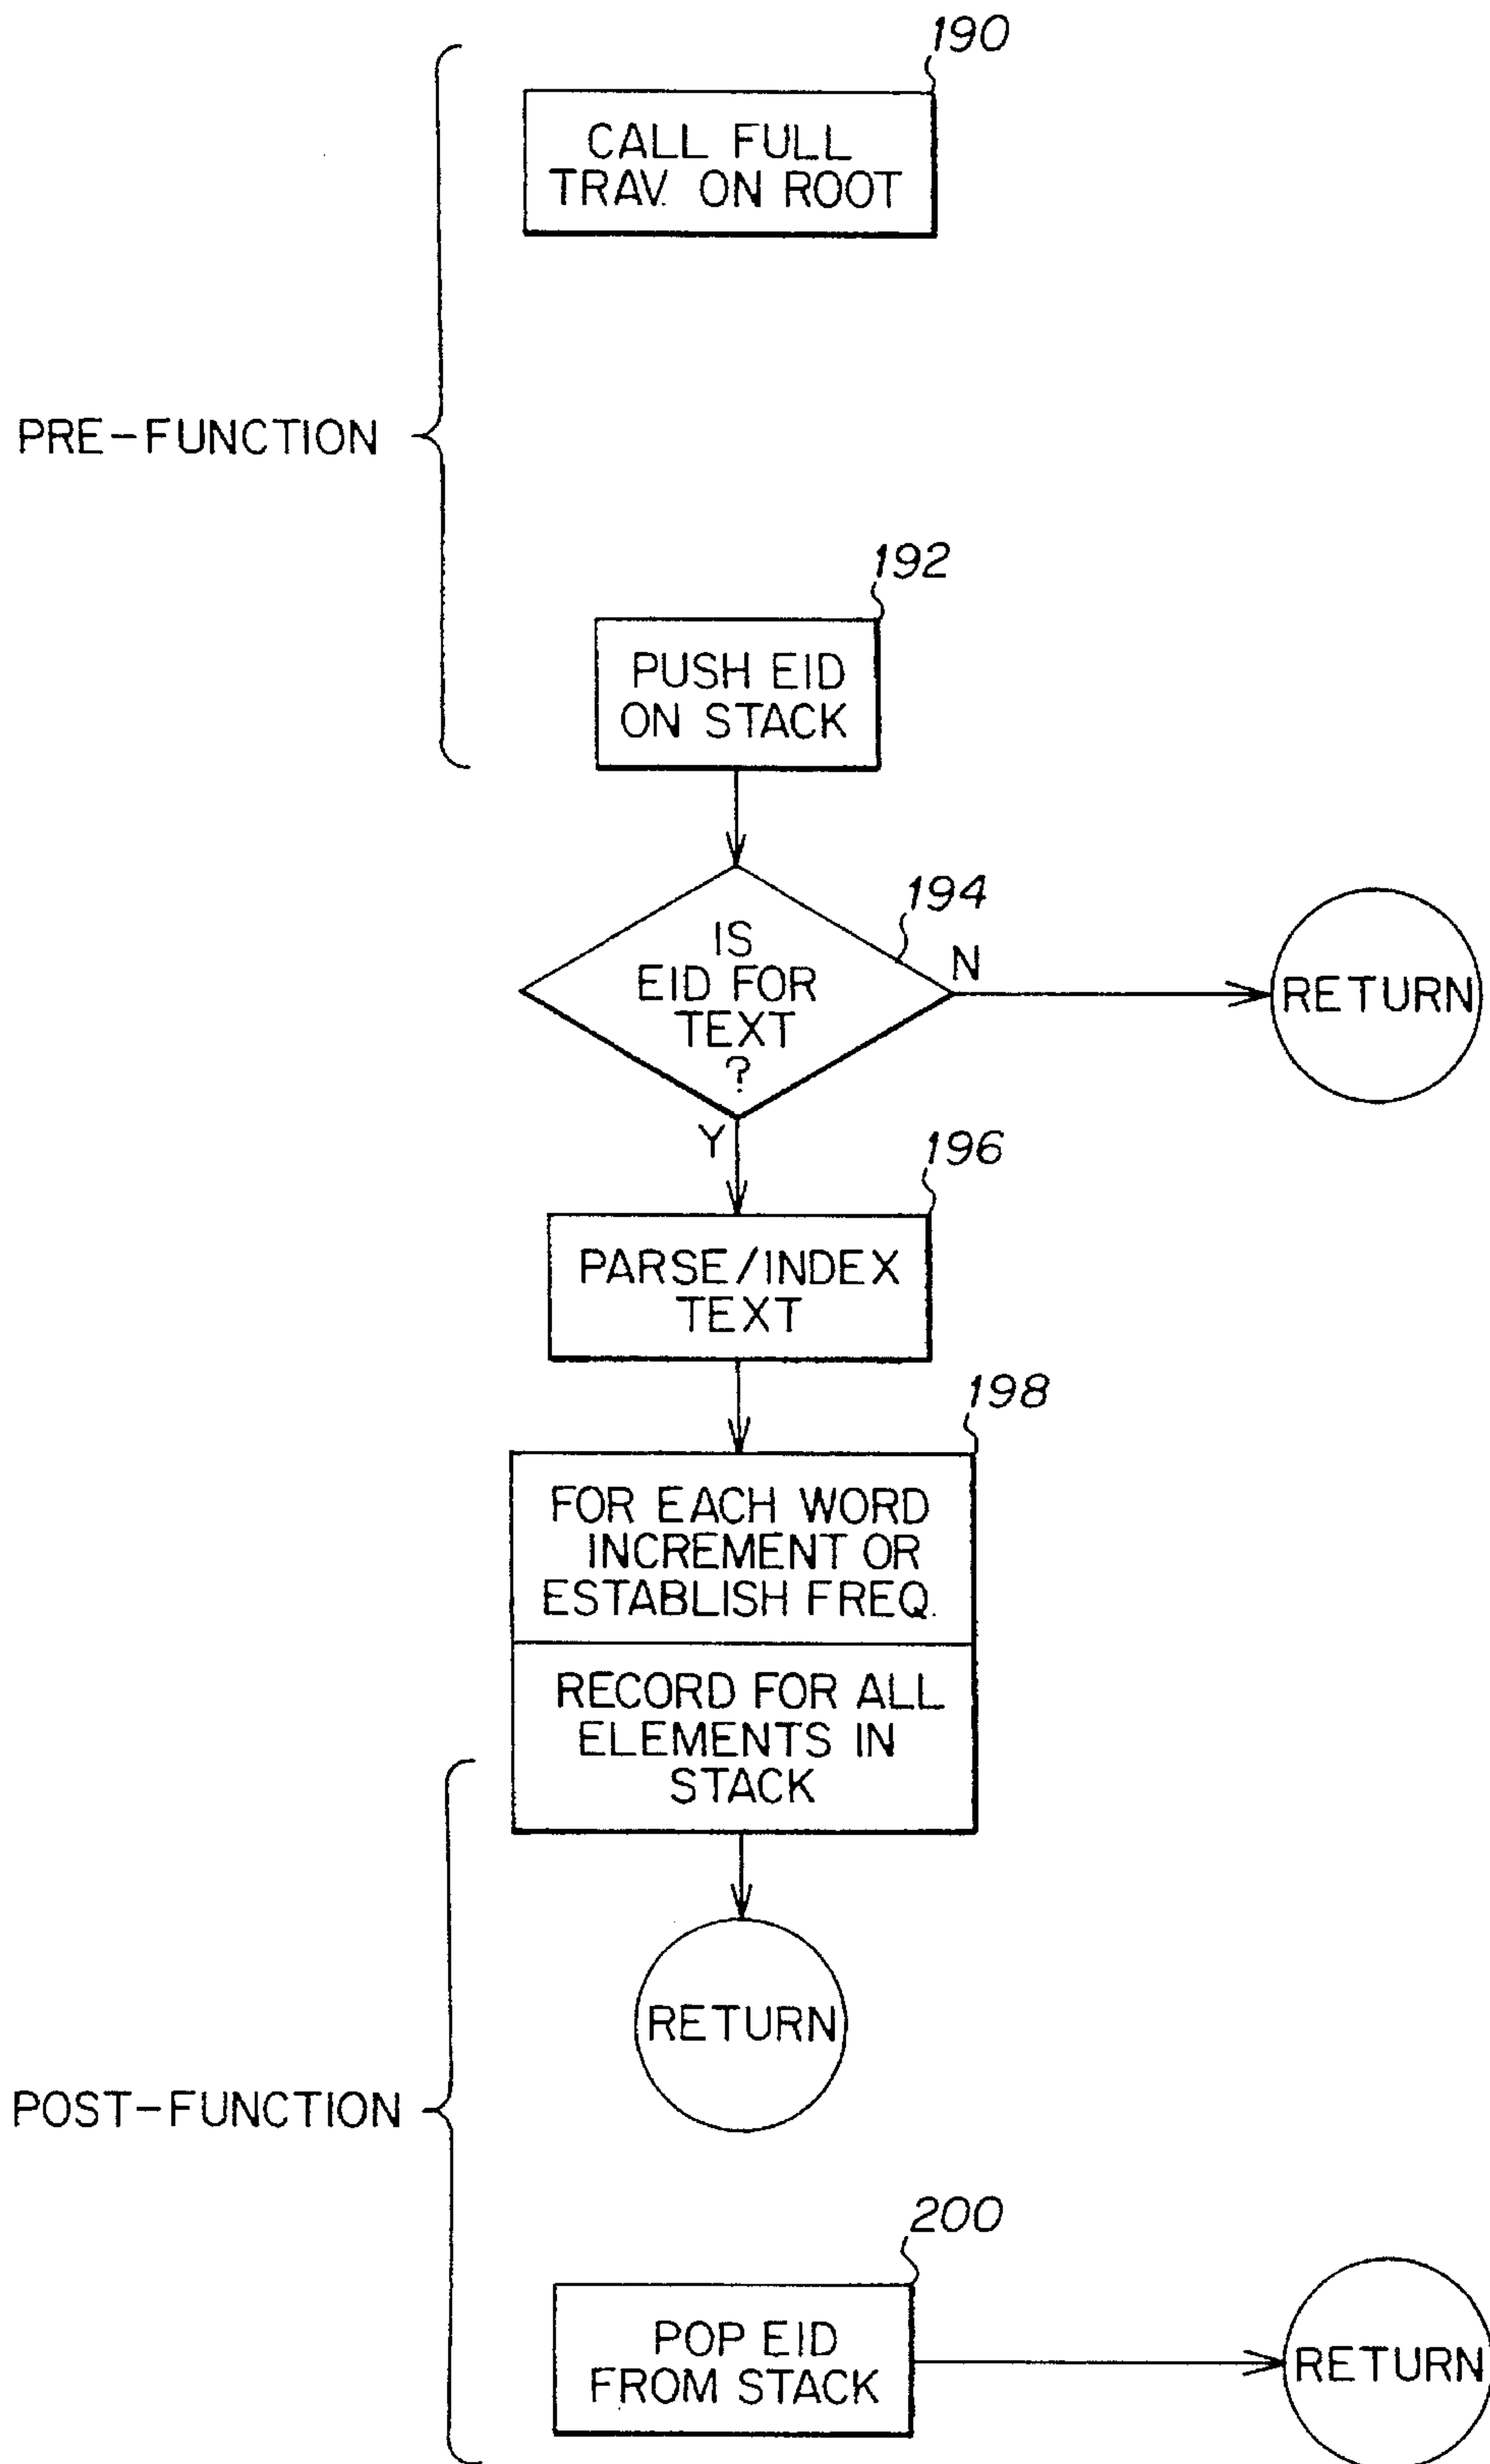 190
CALL FULL
TRAV. ON ROOT
PRE-FUNCTION
192
PUSH EID
ON STACK
194
IS
EID FOR
TEXT
?
N
RETURN
Y
196
PARSE/INDEX
TEXT
198
FOR EACH WORD
INCREMENT OR
ESTABLISH FREQ.
RECORD FOR ALL
ELEMENTS IN
STACK
RETURN
POST-FUNCTION
200
POP EID
FROM STACK
RETURN